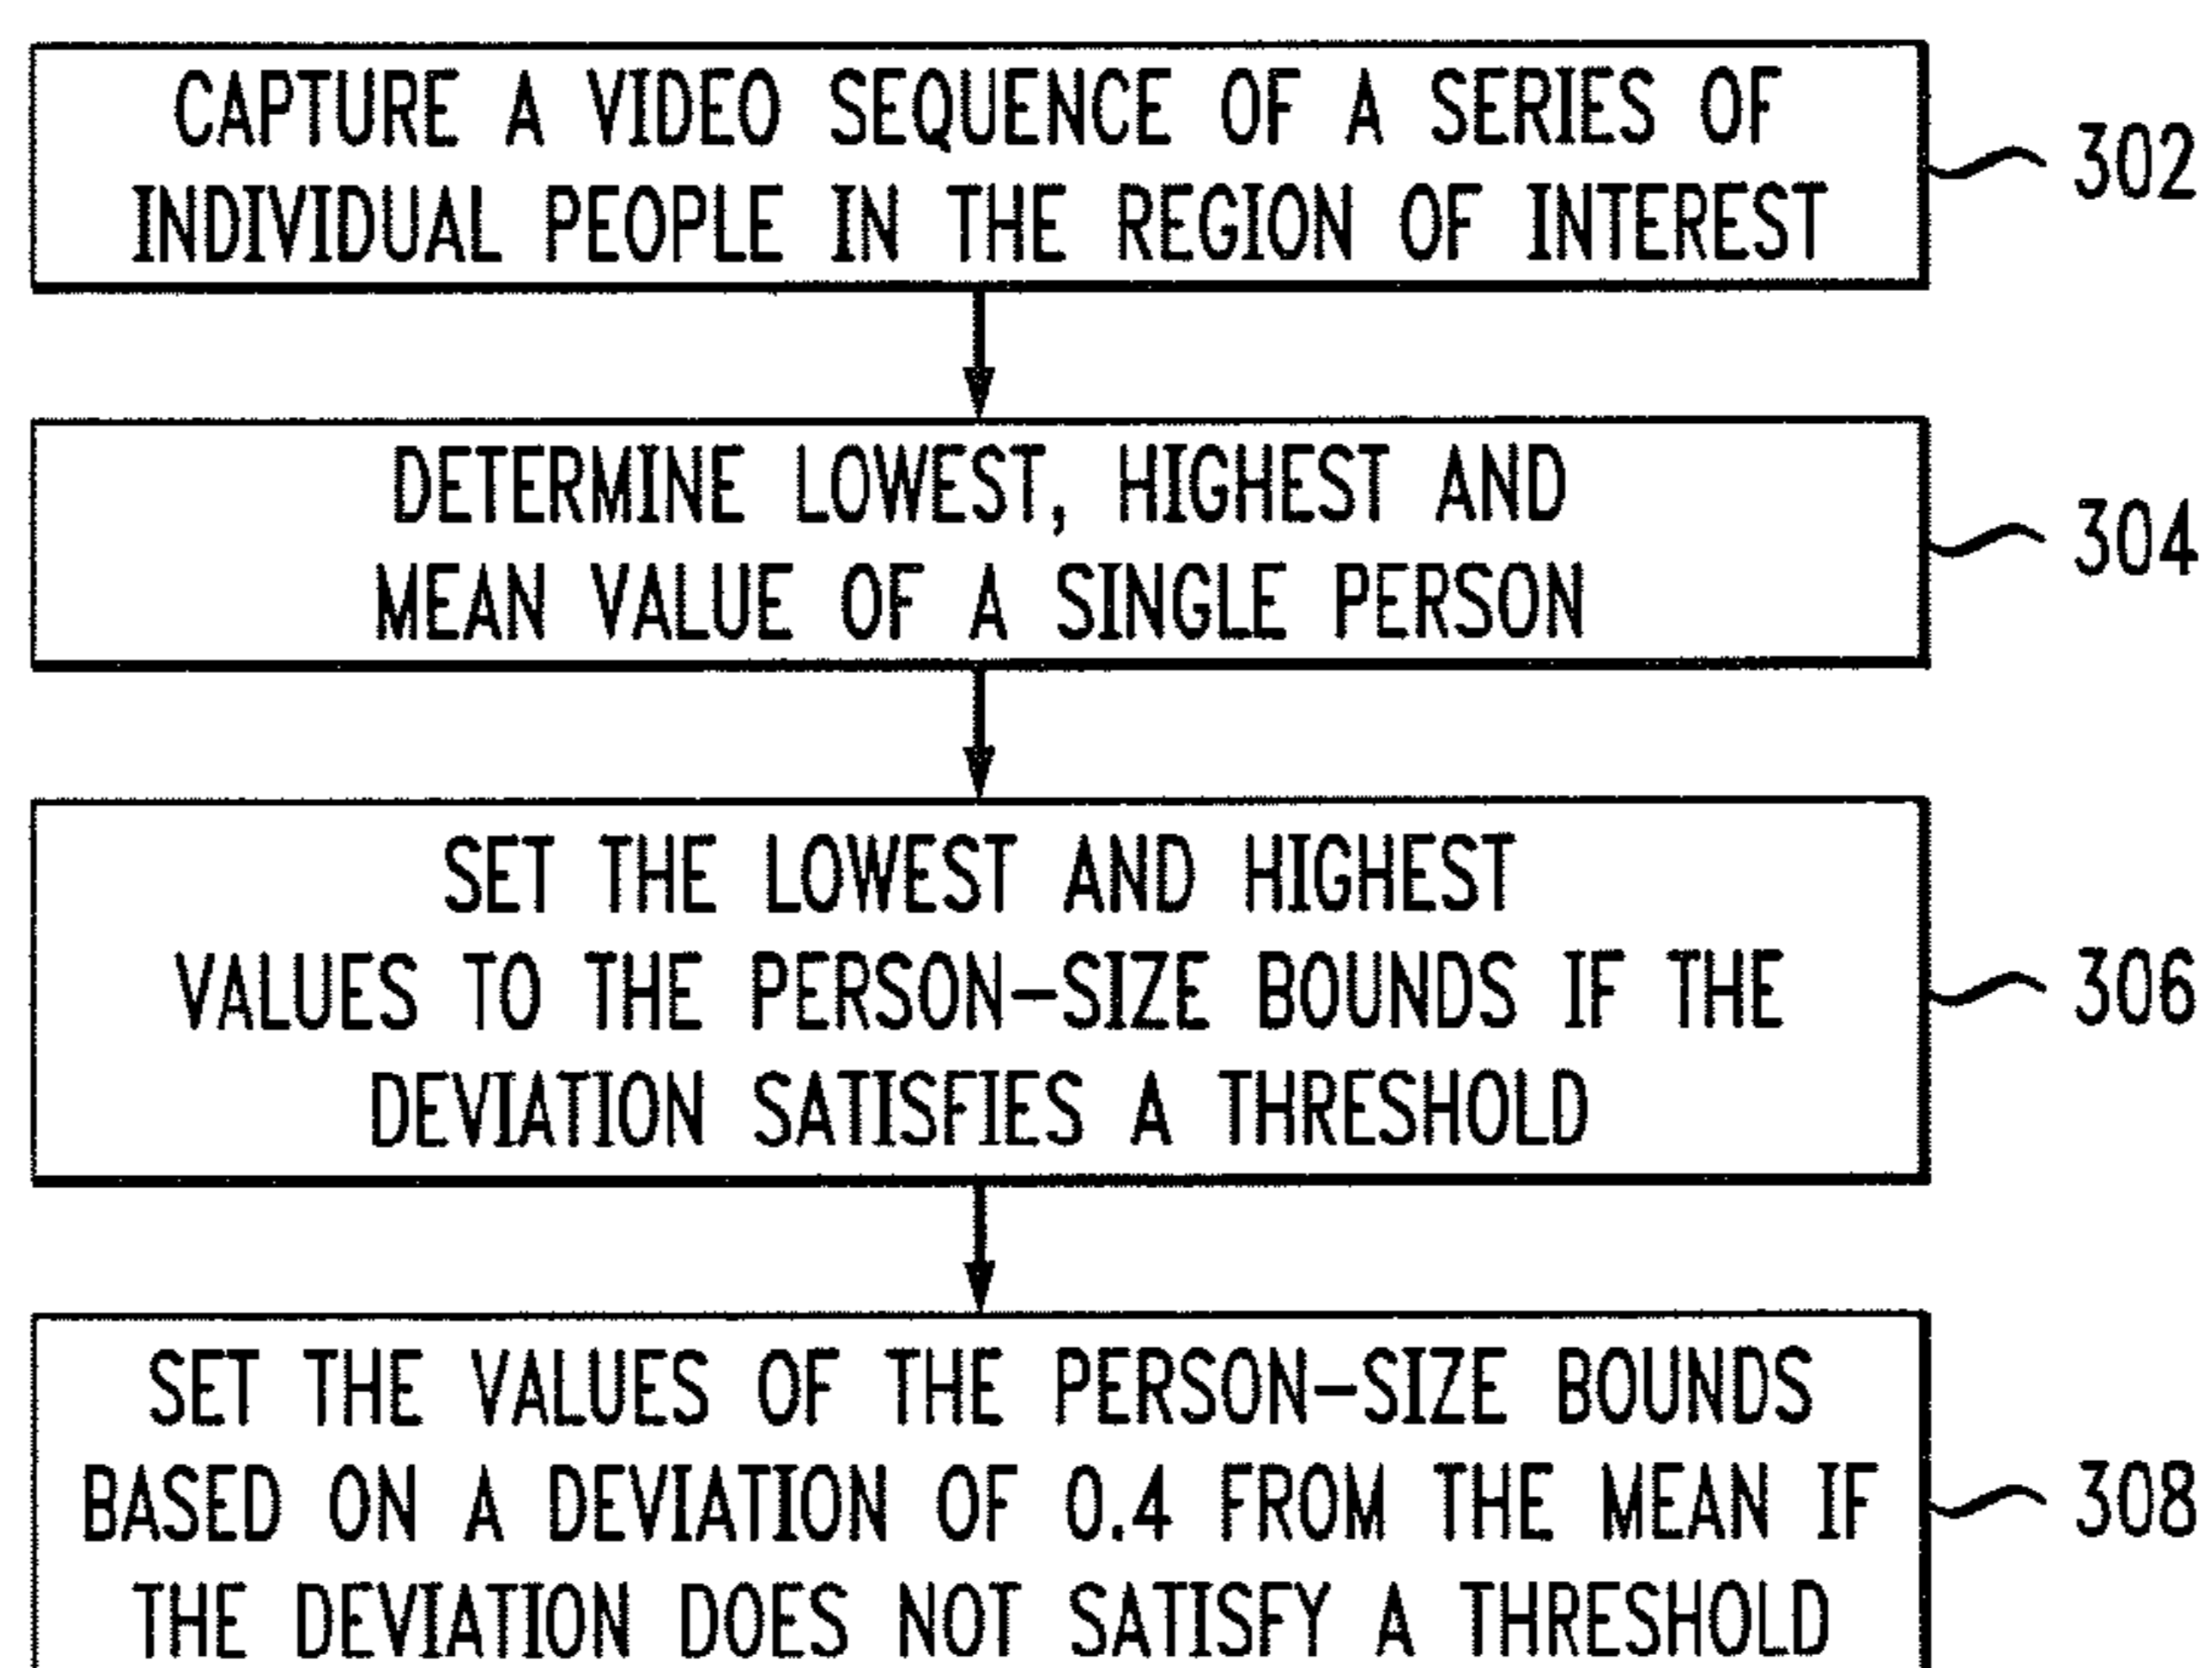 CAPTURE A VIDEO SEQUENCE OF A SERIES OF
INDIVIDUAL PEOPLE IN THE REGION OF INTEREST
302
DETERMINE LOWEST, HIGHEST AND
MEAN VALUE OF A SINGLE PERSON
304
SET THE LOWEST AND HIGHEST
VALUES TO THE PERSON-SIZE BOUNDS IF THE
DEVIATION SATISFIES A THRESHOLD
306
SET THE VALUES OF THE PERSON-SIZE BOUNDS
BASED ON A DEVIATION OF 0.4 FROM THE MEAN IF
THE DEVIATION DOES NOT SATISFY A THRESHOLD
308